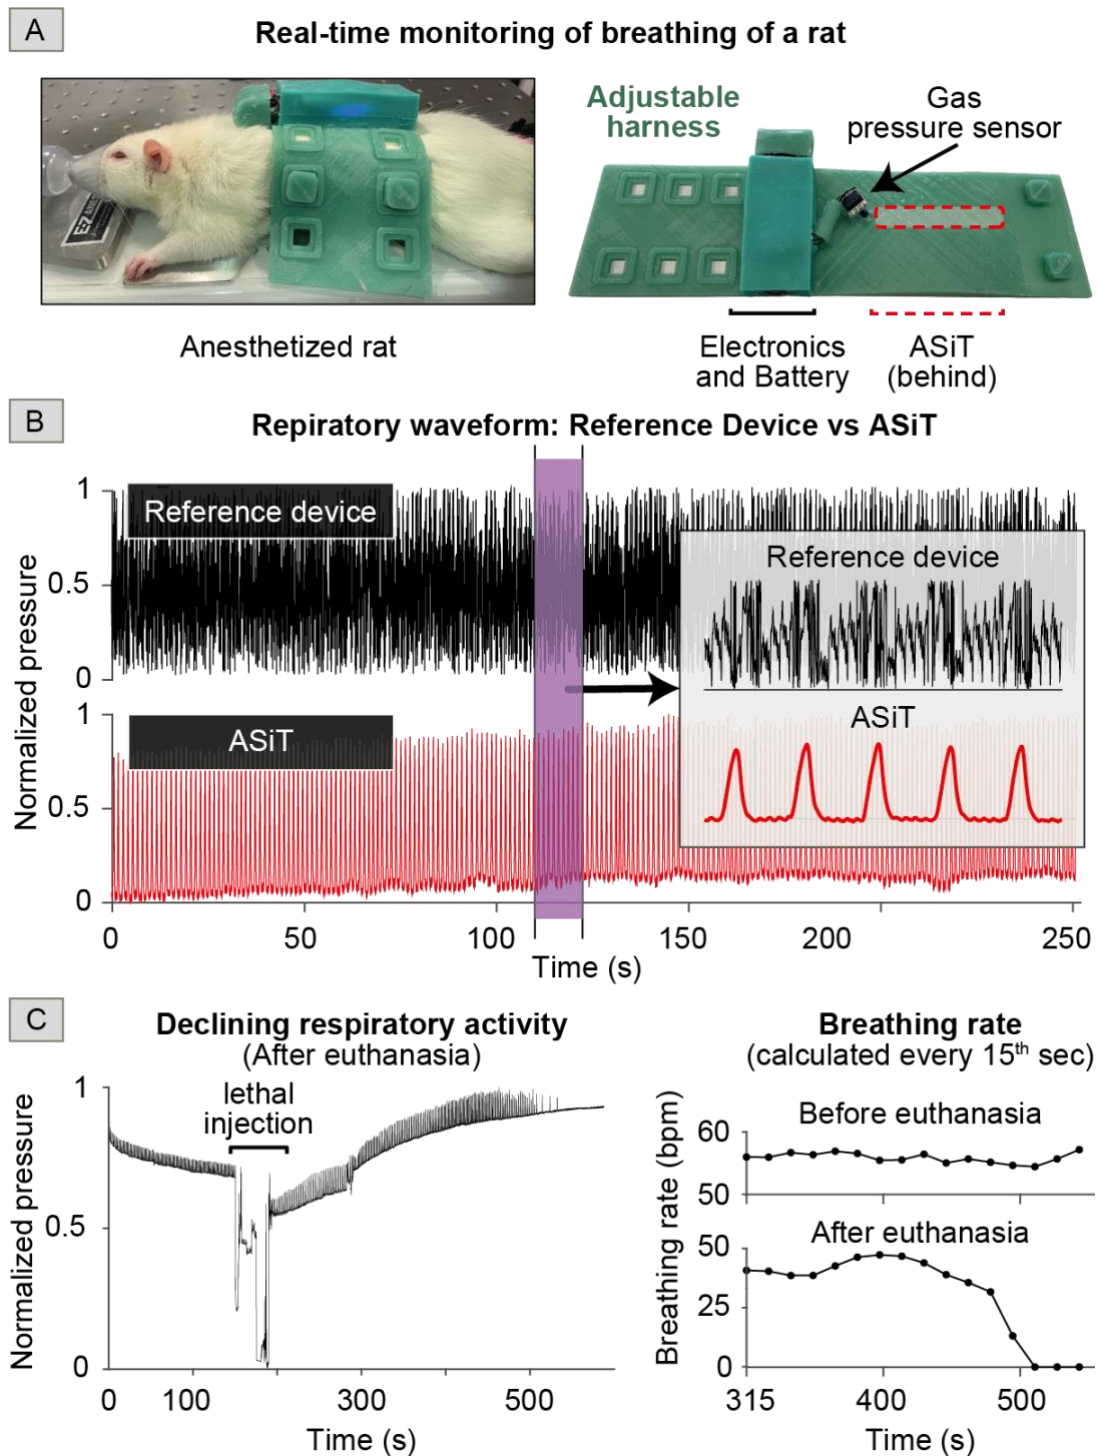 A
Real-time monitoring of breathing of a rat
Adjustable
harness
Gas
pressure sensor
Anesthetized rat
Electronics
and Battery
ASiT
(behind)
B
Repiratory waveform: Reference Device vs ASiT
Normalized pressure
1
0.5
0
Reference device
Normalized pressure
1
0.5
0
ASiT
Reference device
ASiT
0 50 100 150 200 250
Time (s)
C
Declining respiratory activity
(After euthanasia)
lethal
injection
Normalized pressure
1
0.5
0
0 100 300 500
Time (s)
Breathing rate
(calculated every 15th sec)
Breathing rate (bpm)
Before euthanasia
60
50
After euthanasia
50
25
0
315 400 500
Time (s)